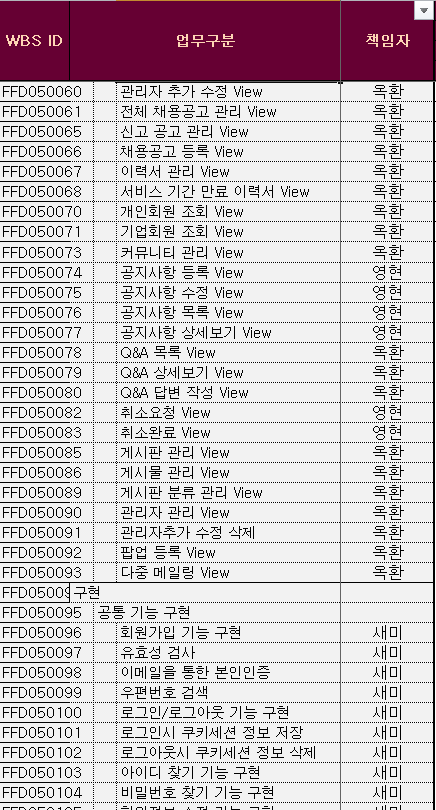 WBS ID 업무구분 책임자
FFD050060 관리자 추가 수정 View 옥환
FFD050061 전체 채용공고 관리 View 옥환
FFD050065 신고 공고 관리 View 옥환
FFD050066 채용공고 등록 View 옥환
FFD050067 이력서 관리 View 옥환
FFD050068 서비스 기간 만료 이력서 View 옥환
FFD050070 개인회원 조회 View 옥환
FFD050071 기업회원 조회 View 옥환
FFD050073 커뮤니티 관리 View 옥환
FFD050074 공지사항 등록 View 영현
FFD050075 공지사항 수정 View 영현
FFD050076 공지사항 목록 View 영현
FFD050077 공지사항 상세보기 View 영현
FFD050078 Q&A 목록 View 옥환
FFD050079 Q&A 상세보기 View 옥환
FFD050080 Q&A 답변 작성 View 옥환
FFD050082 취소요청 View 영현
FFD050083 취소완료 View 영현
FFD050085 게시판 관리 View 옥환
FFD050086 게시물 관리 View 옥환
FFD050089 게시판 분류 관리 View 옥환
FFD050090 관리자 관리 View 옥환
FFD050091 관리자추가 수정 삭제 옥환
FFD050092 팝업 등록 View 옥환
FFD050093 다중 메일링 View 옥환
FFD05009 구현
FFD050095 공통 기능 구현
FFD050096 회원가입 기능 구현 새미
FFD050097 유효성 검사 새미
FFD050098 이메일을 통한 본인인증 새미
FFD050099 우편번호 검색 새미
FFD050100 로그인/로그아웃 기능 구현 새미
FFD050101 로그인시 쿠키세션 정보 저장 새미
FFD050102 로그아웃시 쿠키세션 정보 삭제 새미
FFD050103 아이디 찾기 기능 구현 새미
FFD050104 비밀번호 찾기 기능 구현 새미